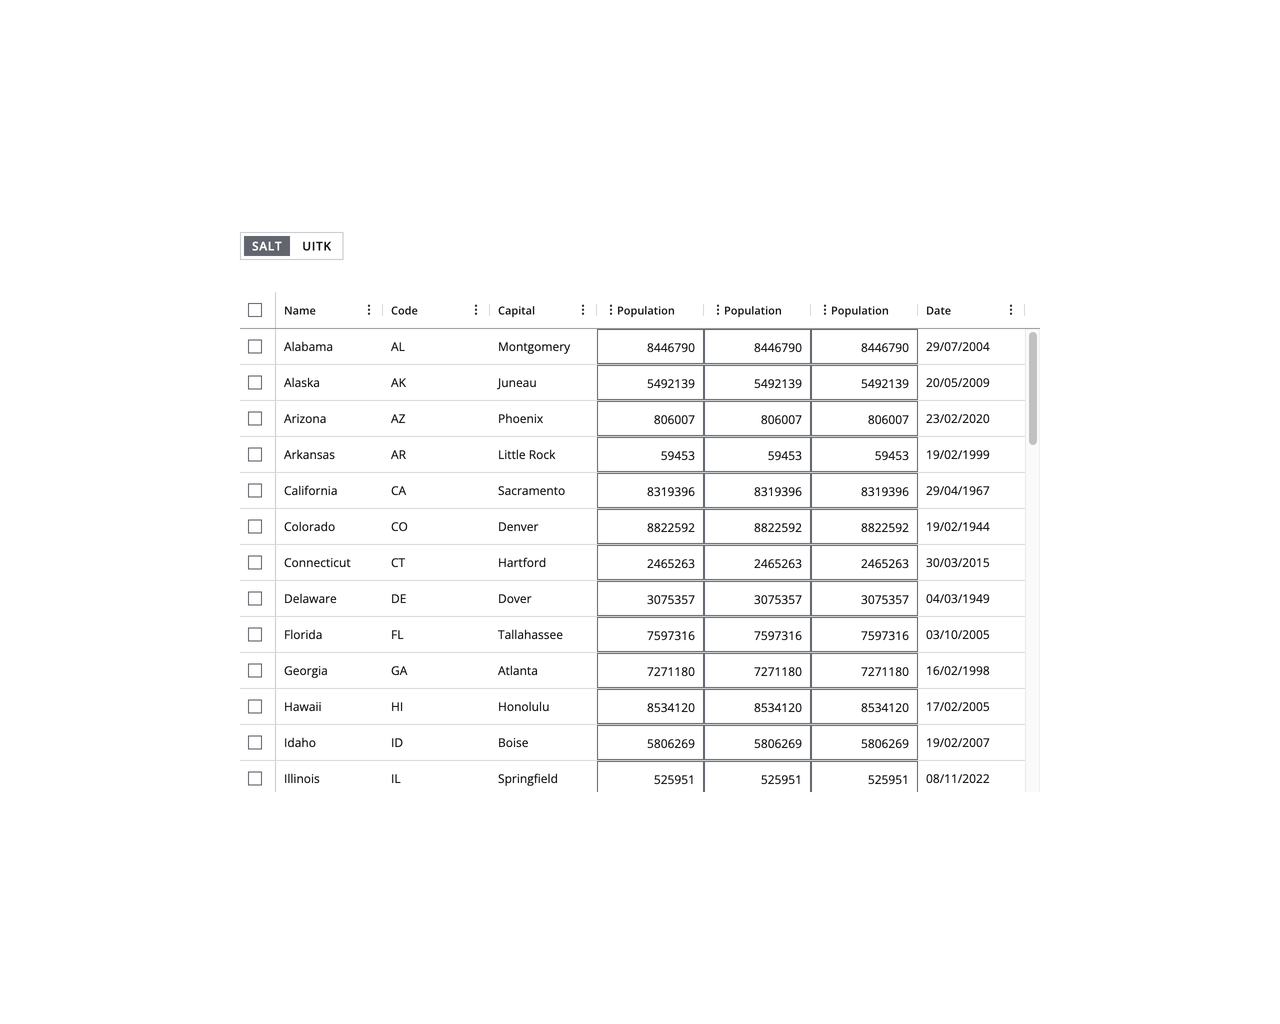 SALT UITK
Name Code Capital Population Population Population Date
Alabama AL Montgomery 8446790 8446790 8446790 29/07/2004
Alaska AK Juneau 5492139 5492139 5492139 20/05/2009
Arizona AZ Phoenix 806007 806007 806007 23/02/2020
Arkansas AR Little Rock 59453 59453 59453 19/02/1999
California CA Sacramento 8319396 8319396 8319396 29/04/1967
Colorado CO Denver 8822592 8822592 8822592 19/02/1944
Connecticut CT Hartford 2465263 2465263 2465263 30/03/2015
Delaware DE Dover 3075357 3075357 3075357 04/03/1949
Florida FL Tallahassee 7597316 7597316 7597316 03/10/2005
Georgia GA Atlanta 7271180 7271180 7271180 16/02/1998
Hawaii HI Honolulu 8534120 8534120 8534120 17/02/2005
Idaho ID Boise 5806269 5806269 5806269 19/02/2007
Illinois IL Springfield 525951 525951 525951 08/11/2022